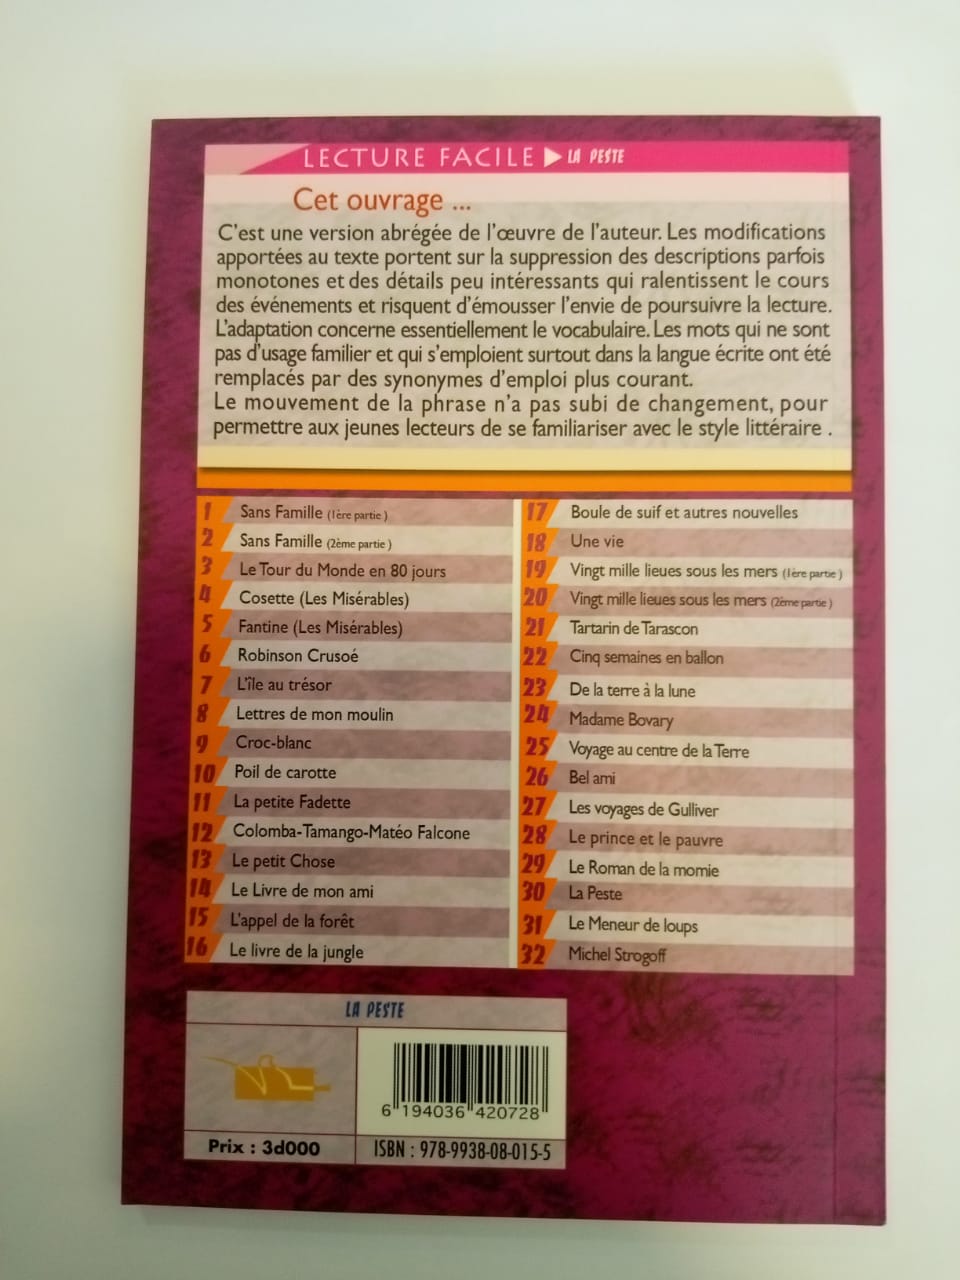 LECTURE FACILE ▶ LA PESTE
Cet ouvrage ...
C'est une version abrégée de l'œuvre de l'auteur. Les modifications
apportées au texte portent sur la suppression des descriptions parfois
monotones et des détails peu intéressants qui ralentissent le cours
des événements et risquent d'émousser l'envie de poursuivre la lecture.
L'adaptation concerne essentiellement le vocabulaire. Les mots qui ne sont
pas d'usage familier et qui s'emploient surtout dans la langue écrite ont été
remplacés par des synonymes d'emploi plus courant.
Le mouvement de la phrase n'a pas subi de changement, pour
permettre aux jeunes lecteurs de se familiariser avec le style littéraire .
1 Sans Famille (1ère partie )
2 Sans Famille (2ème partie )
3 Le Tour du Monde en 80 jours
4 Cosette (Les Misérables)
5 Fantine (Les Misérables)
6 Robinson Crusoé
7 L'île au trésor
8 Lettres de mon moulin
9 Croc-blanc
10 Poil de carotte
11 La petite Fadette
12 Colomba-Tamango-Matéo Falcone
13 Le petit Chose
14 Le Livre de mon ami
15 L'appel de la forêt
16 Le livre de la jungle
17 Boule de suif et autres nouvelles
18 Une vie
19 Vingt mille lieues sous les mers (1ère partie )
20 Vingt mille lieues sous les mers (2ème partie )
21 Tartarin de Tarascon
22 Cinq semaines en ballon
23 De la terre à la lune
24 Madame Bovary
25 Voyage au centre de la Terre
26 Bel ami
27 Les voyages de Gulliver
28 Le prince et le pauvre
29 Le Roman de la momie
30 La Peste
31 Le Meneur de loups
32 Michel Strogoff
LA PESTE
6 194036 420728
Prix : 3d000
ISBN : 978-9938-08-015-5